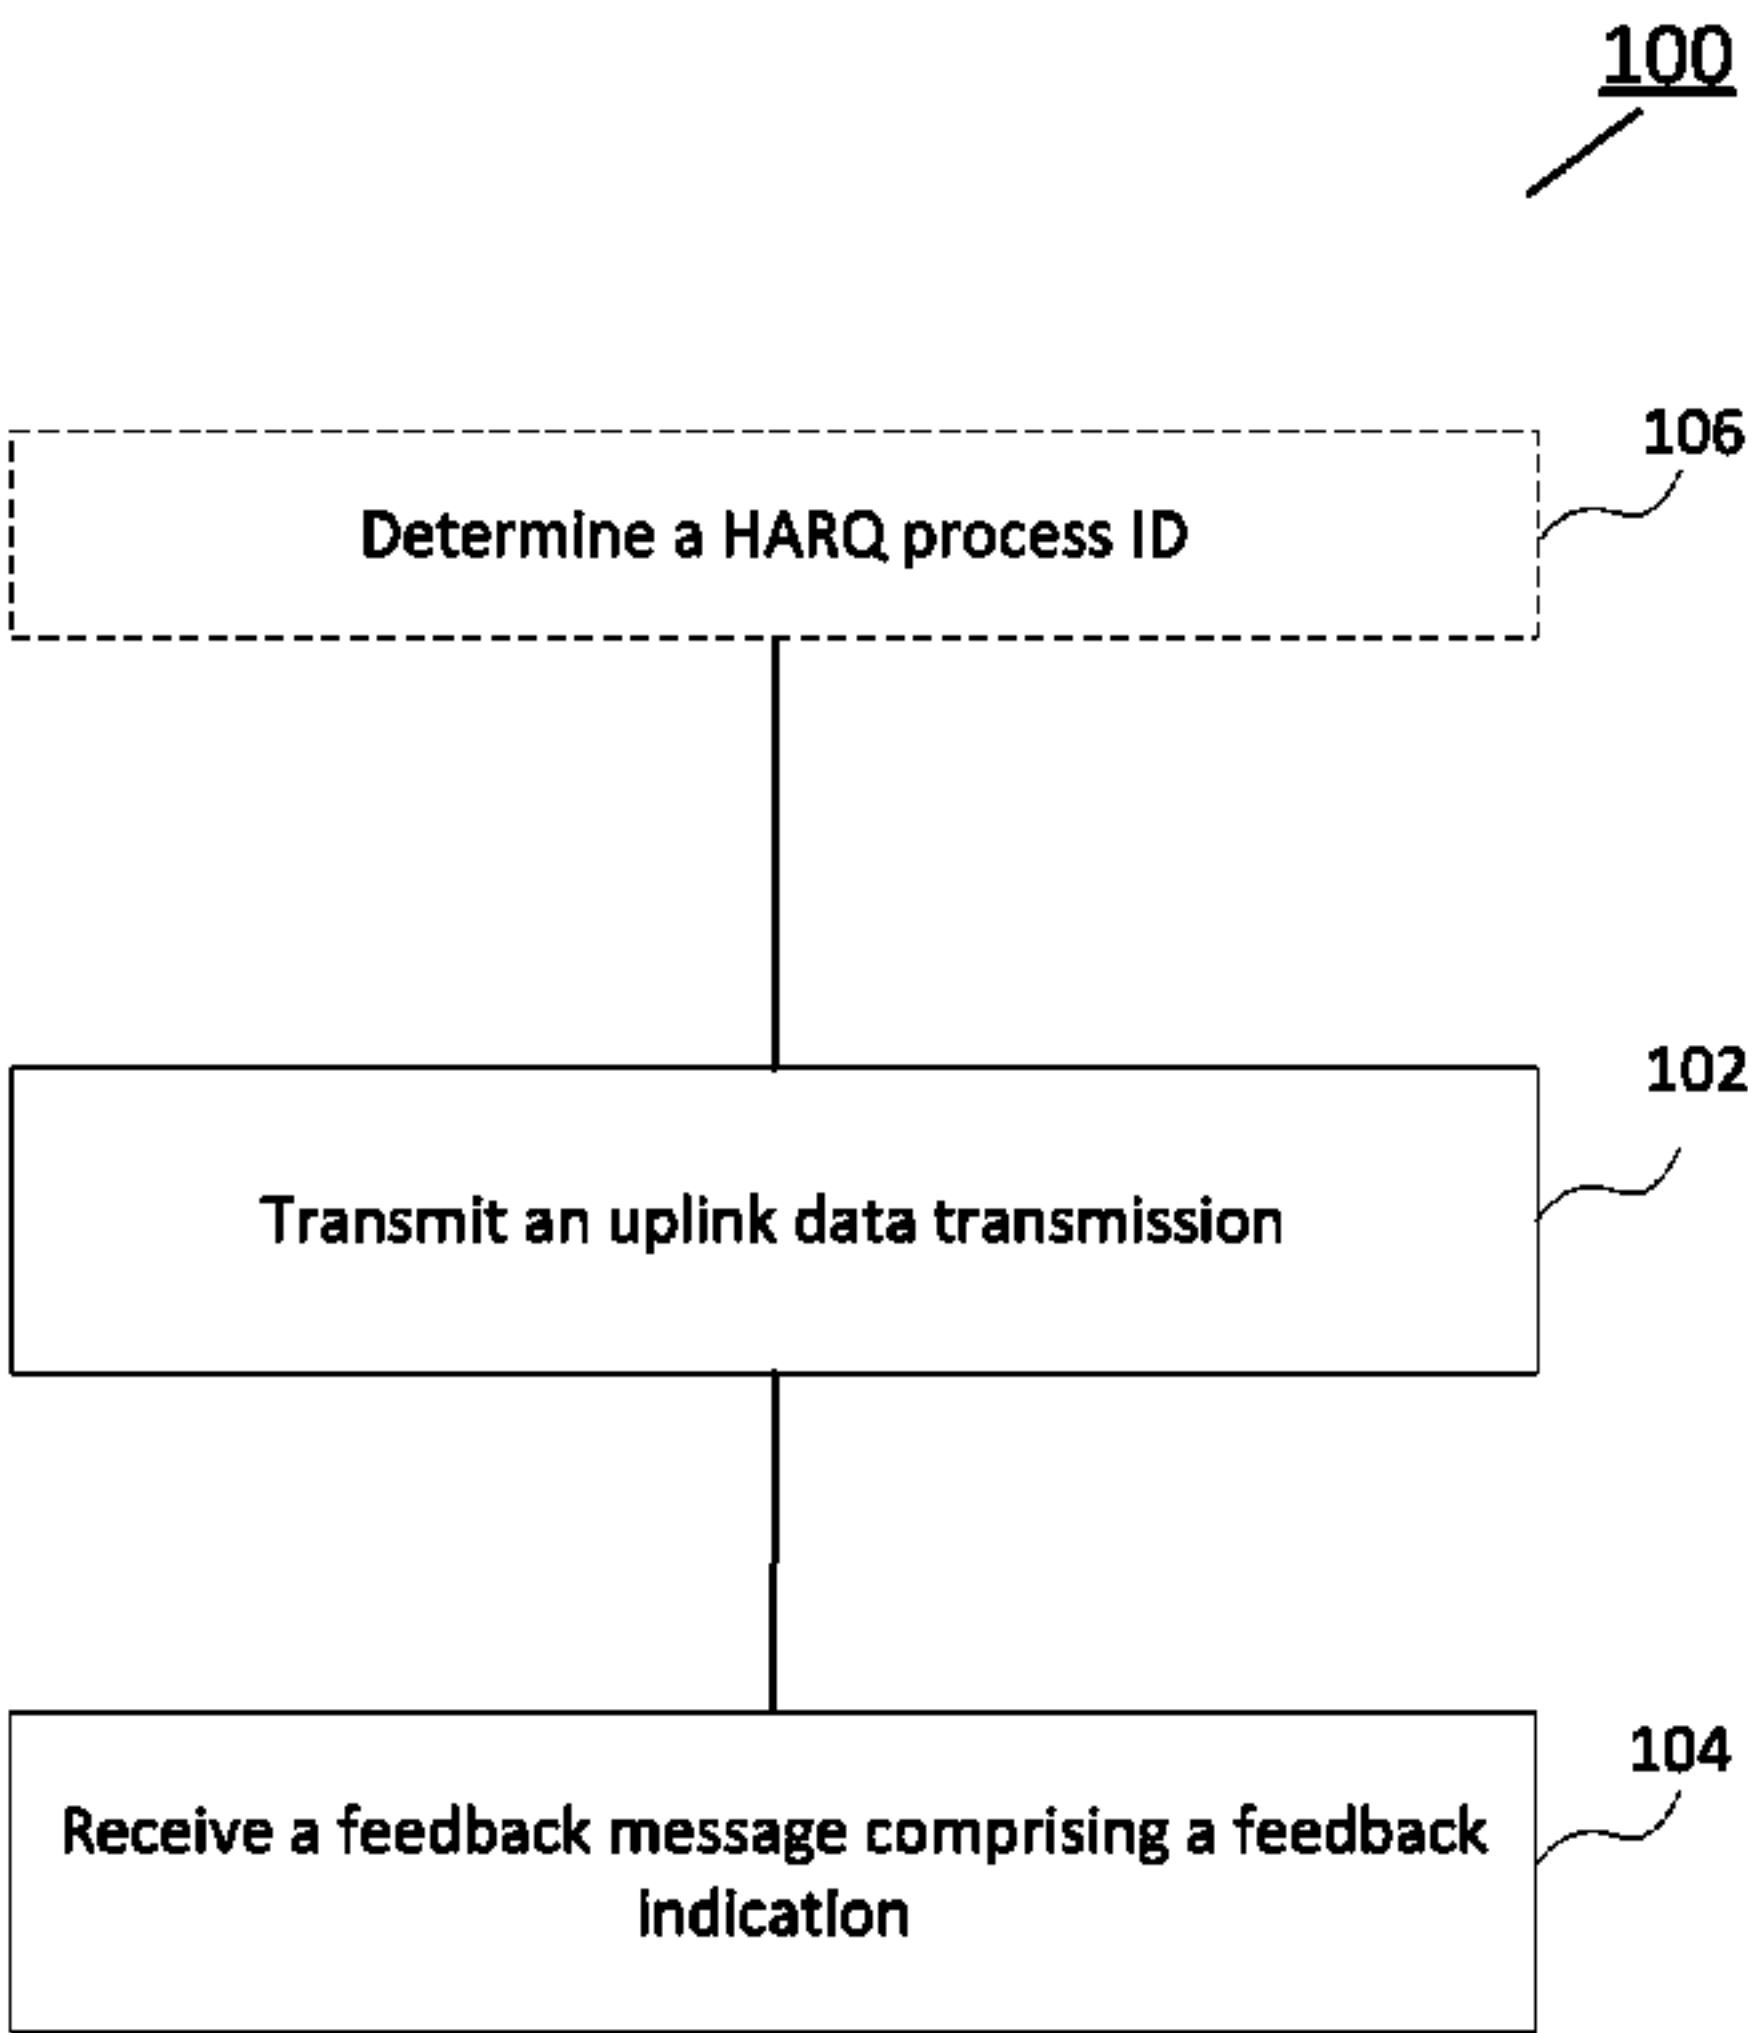 100
106
Determine a HARQ process ID
102
Transmit an uplink data transmission
104
Receive a feedback message comprising a feedback
indication